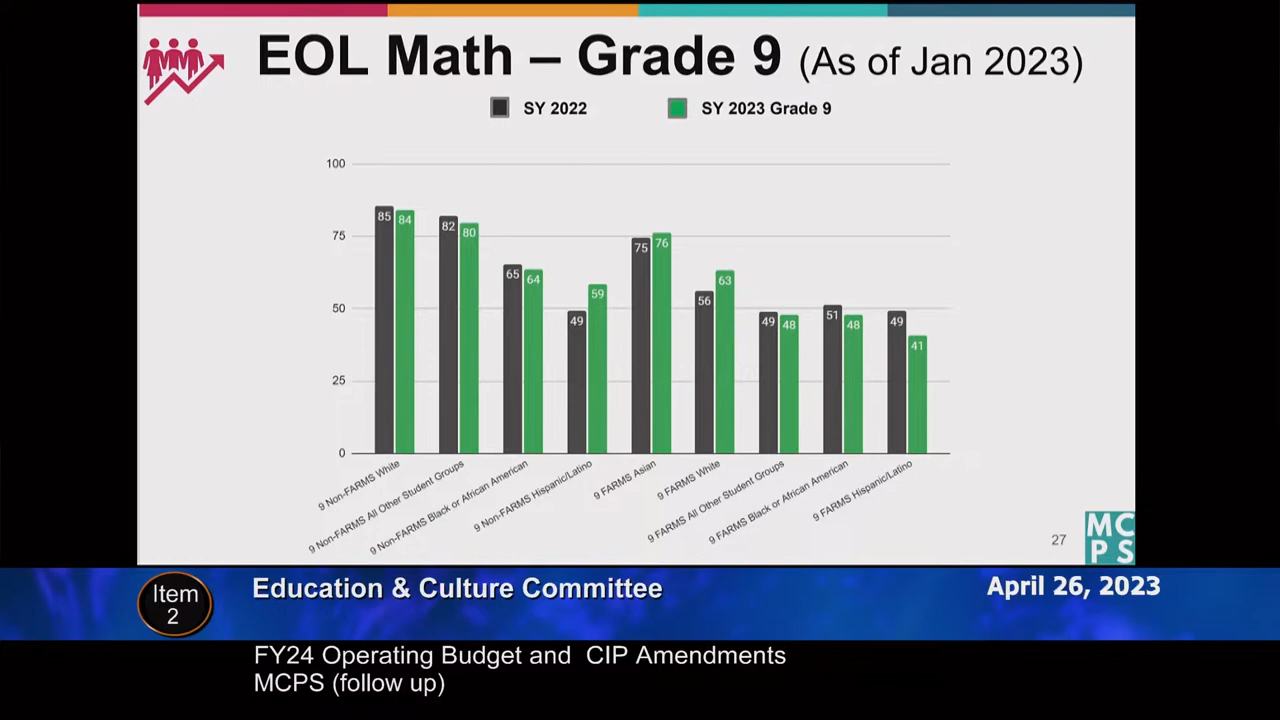 EOL Math – Grade 9 (As of Jan 2023)
SY 2022
SY 2023 Grade 9
100
75
50
25
0
85
84
82
80
65
64
49
59
75
76
56
63
49
48
51
48
49
41
9 Non-FARMS White
9 Non-FARMS All Other Student Groups
9 Non-FARMS Black or African American
9 Non-FARMS Hispanic/Latino
9 FARMS Asian
9 FARMS White
9 FARMS All Other Student Groups
9 FARMS Black or African American
9 FARMS Hispanic/Latino
27
MC
PS
Item
2
Education & Culture Committee
April 26, 2023
FY24 Operating Budget and CIP Amendments
MCPS (follow up)